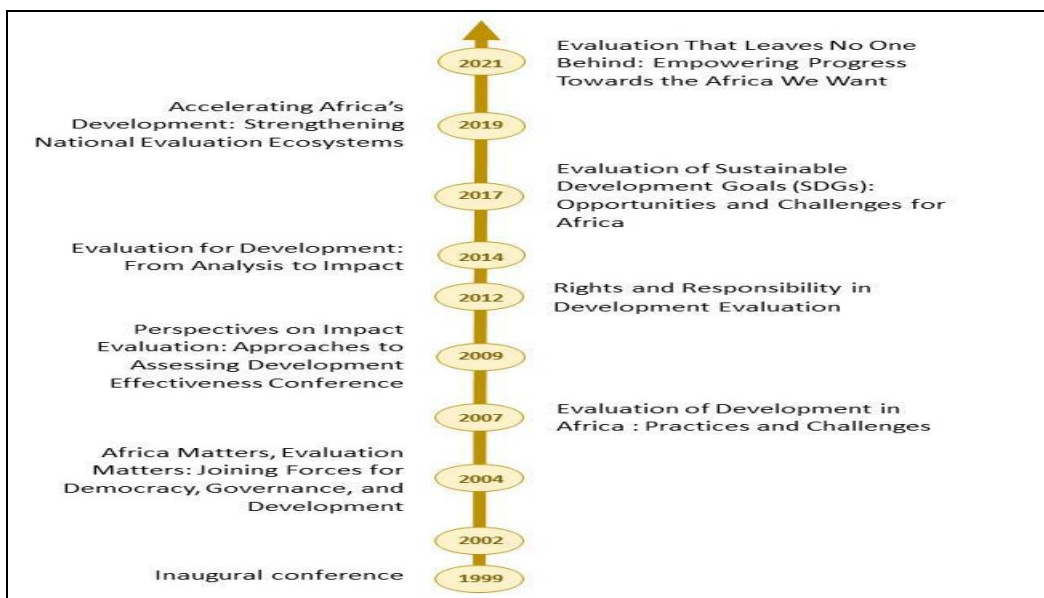 2021
Evaluation That Leaves No One
Behind: Empowering Progress
Towards the Africa We Want
Accelerating Africa's
Development: Strengthening
National Evaluation Ecosystems
2019
Evaluation of Sustainable
Development Goals (SDGs):
Opportunities and Challenges for
Africa
2017
Evaluation for Development:
From Analysis to Impact
2014
2012
Rights and Responsibility in
Development Evaluation
Perspectives on Impact
Evaluation: Approaches to
Assessing Development
Effectiveness Conference
2009
2007
Evaluation of Development in
Africa : Practices and Challenges
Africa Matters, Evaluation
Matters: Joining Forces for
Democracy, Governance, and
Development
2004
2002
Inaugural conference
1999